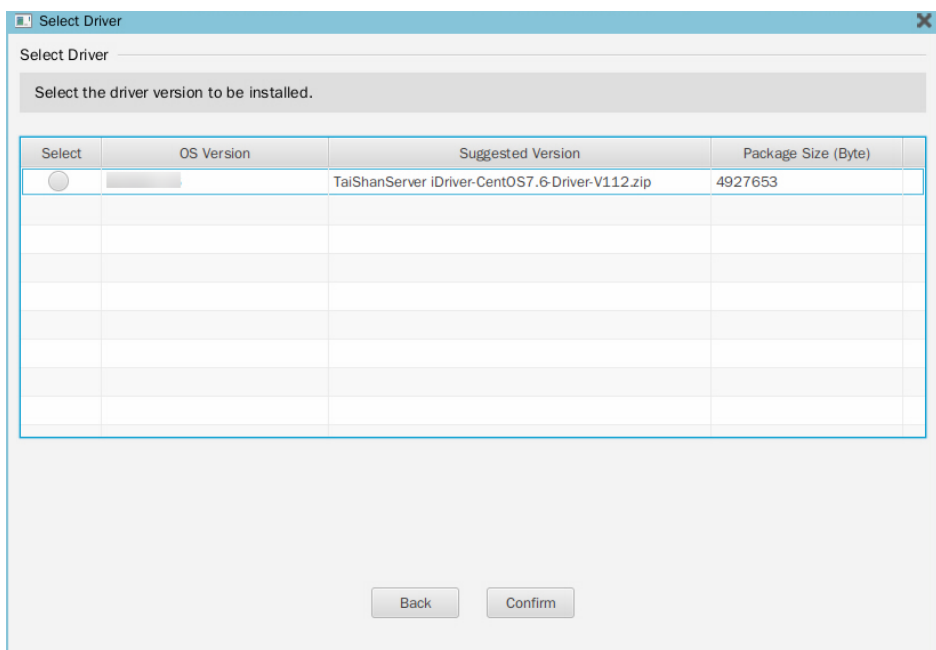 Select Driver
Select Driver
Select the driver version to be installed.
Select OS Version Suggested Version Package Size (Byte)
TaiShanServer iDriver-CentOS7.6-Driver-V112.zip 4927653
Back Confirm